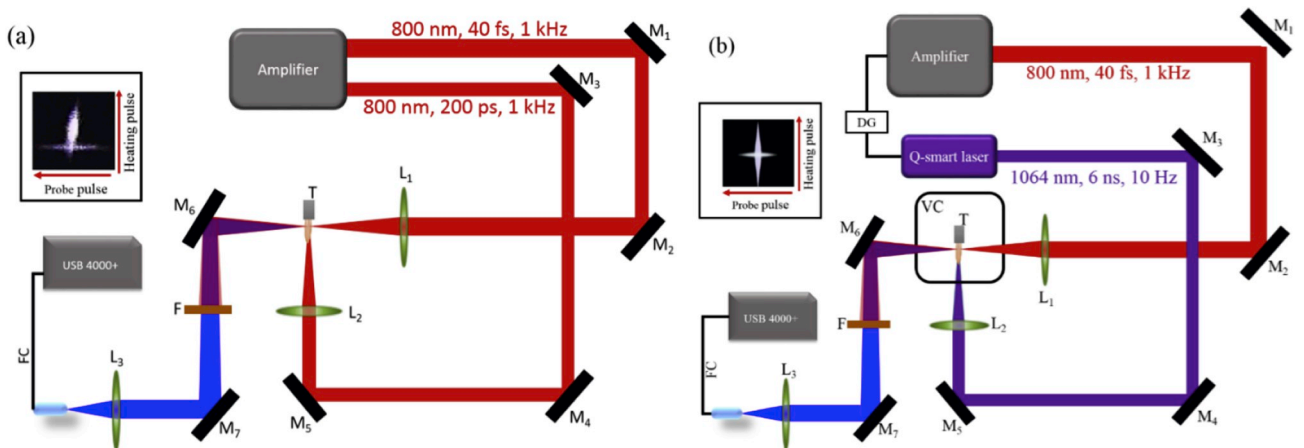 (a)
Amplifier
800 nm, 40 fs, 1 kHz
800 nm, 200 ps, 1 kHz
M1
M3
Heating pulse
Probe pulse
M6
T
L1
M2
USB 4000+
F
L2
FC
L3
M7
M5
M4
(b)
Amplifier
800 nm, 40 fs, 1 kHz
M1
DG
Q-smart laser
1064 nm, 6 ns, 10 Hz
M3
Heating pulse
Probe pulse
VC
T
M6
L1
M2
USB 4000+
F
L2
FC
L3
M7
M5
M4